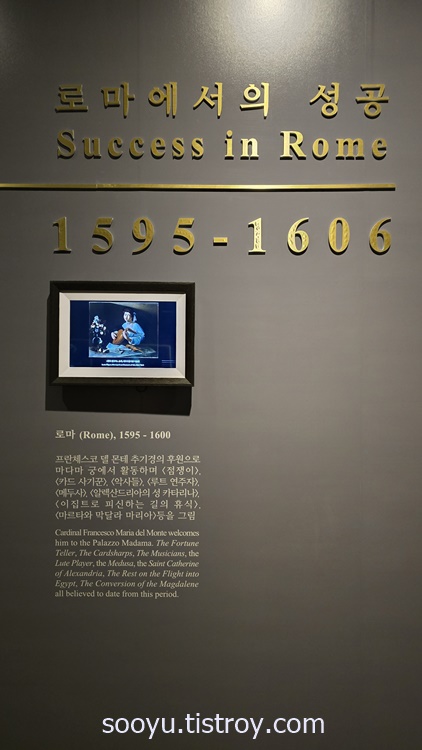 로마에서의 성공
Success in Rome
1595-1606
로마 (Rome), 1595 - 1600
프란체스코 델 몬테 추기경의 후원으로
마다마 궁에서 활동하며 〈점쟁이〉,
〈카드 사기꾼〉, 〈악사들〉, 〈루트 연주자〉,
〈메두사〉, 〈알렉산드리아의 성 카타리나〉,
〈이집트로 피신하는 길의 휴식〉,
〈마르타와 막달라 마리아〉등을 그림
Cardinal Francesco Maria del Monte welcomes
him to the Palazzo Madama. The Fortune
Teller, The Cardsharps, The Musicians, the
Lute Player, the Medusa, the Saint Catherine
of Alexandria, The Rest on the Flight into
Egypt, The Conversion of the Magdalene
all believed to date from this period.
sooyu.tistroy.com